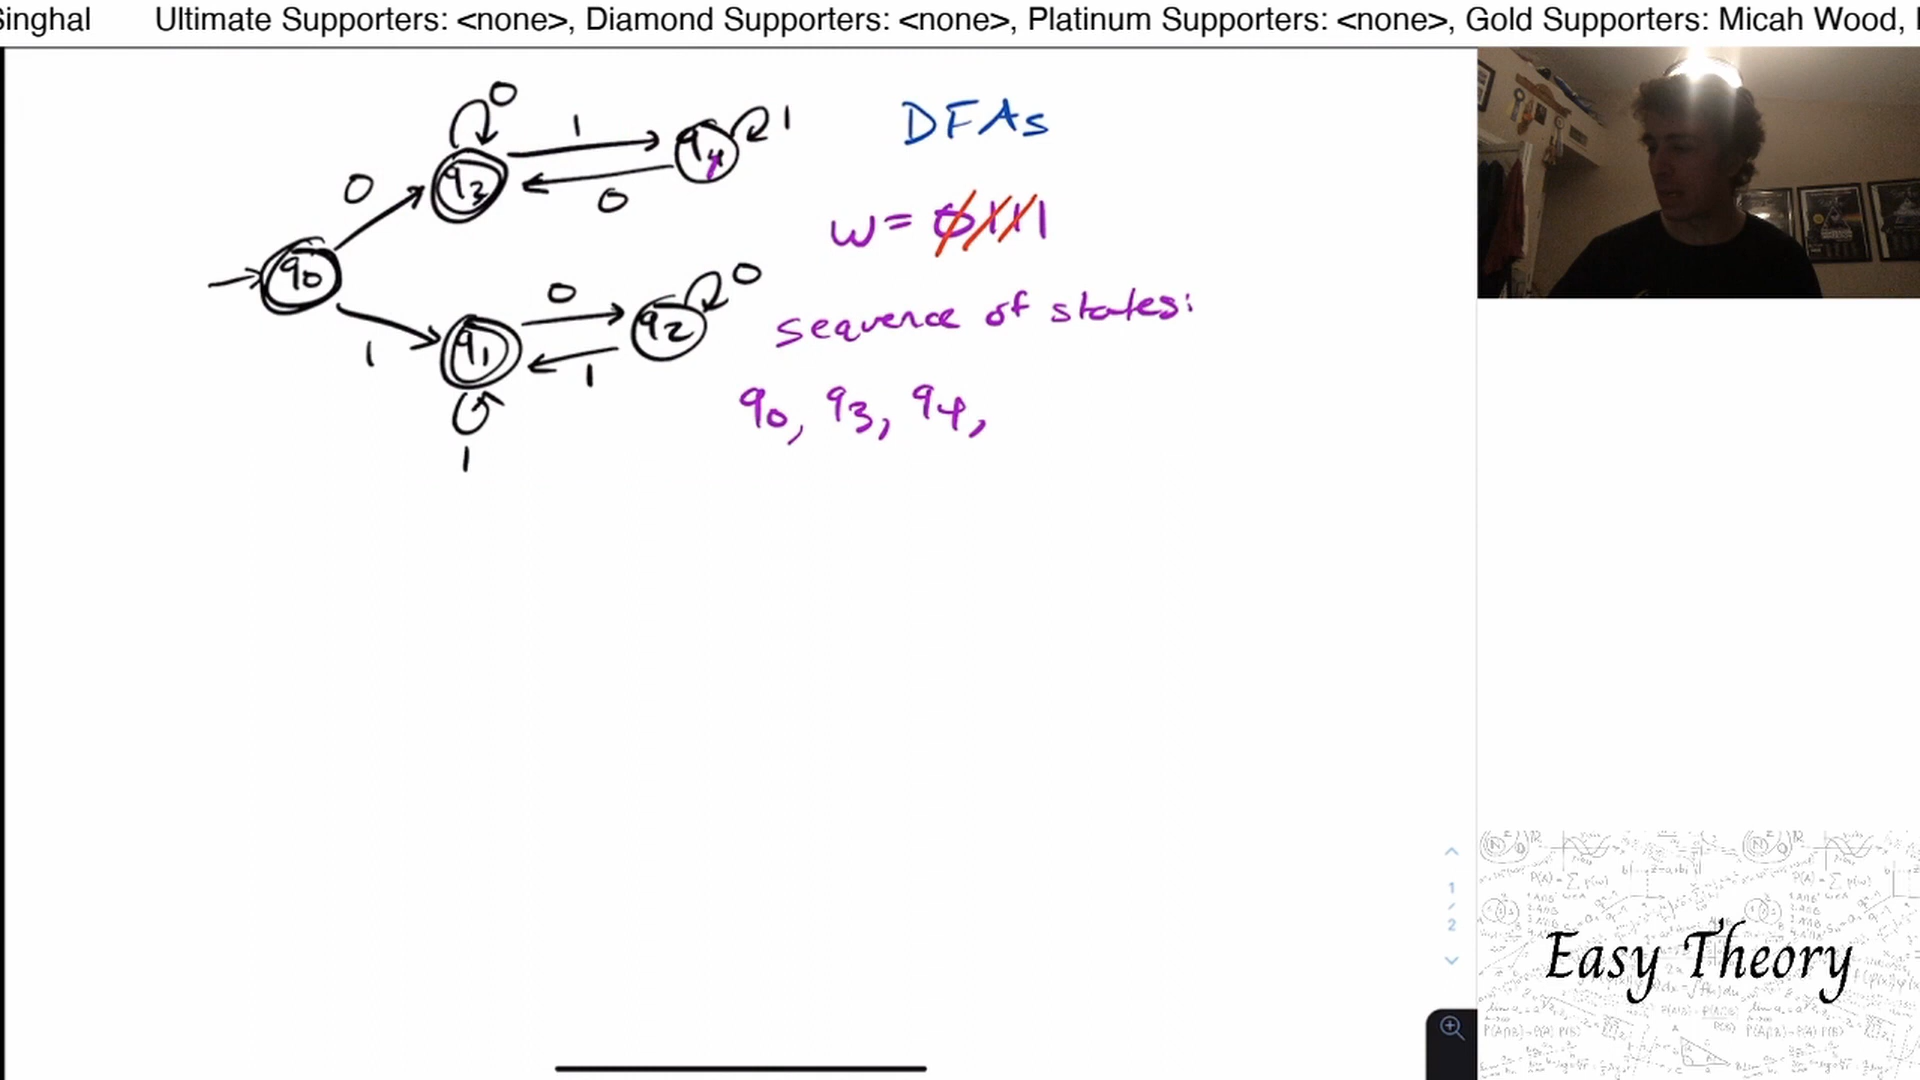 Singhal Ultimate Supporters: <none>, Diamond Supporters: <none>, Platinum Supporters: <none>, Gold Supporters: Micah Wood,
DFAs
0
1
1
q3
q4
0
0
w = 0111
q0
0
0
q1
q2
sequence of states:
1
1
q0, q3, q4,
1
1
2
Easy Theory